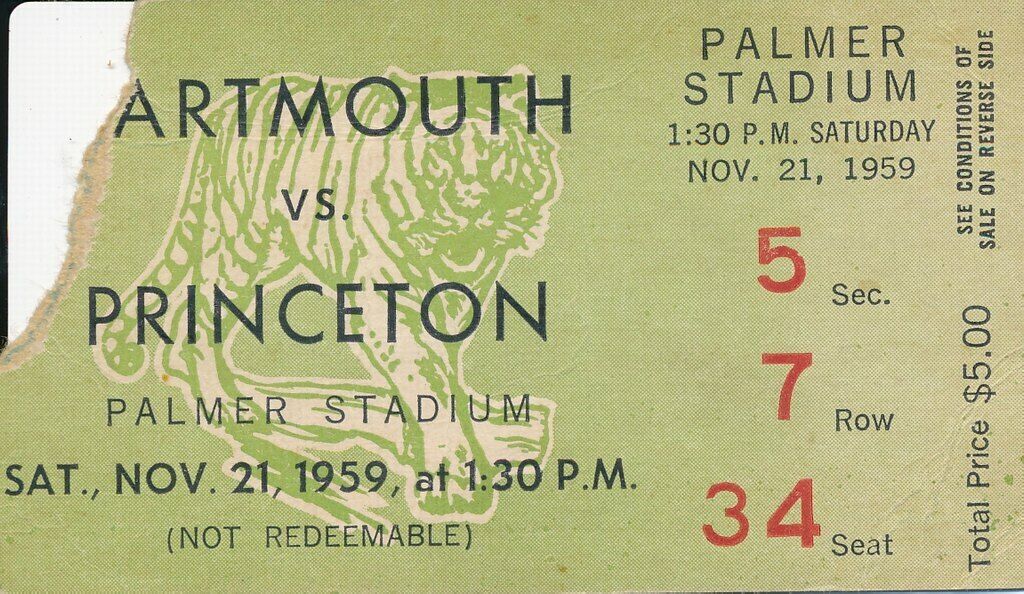 ARTMOUTH
VS.
PRINCETON
PALMER STADIUM
SAT., NOV. 21, 1959, at 1:30 P.M.
(NOT REDEEMABLE)
PALMER
STADIUM
1:30 P.M. SATURDAY
NOV. 21, 1959
5 Sec.
7 Row
34 Seat
SEE CONDITIONS OF
SALE ON REVERSE SIDE
Total Price $5.00